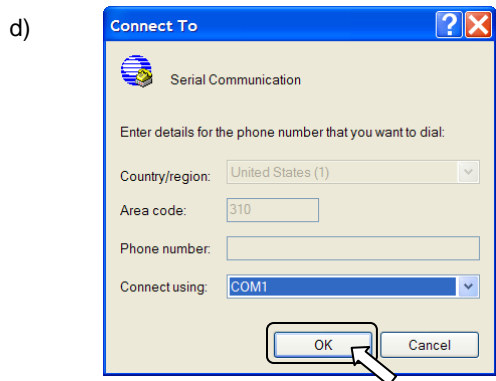 d)
Connect To
Serial Communication
Enter details for the phone number that you want to dial:
Country/region: United States (1)
Area code: 310
Phone number:
Connect using: COM1
OK Cancel